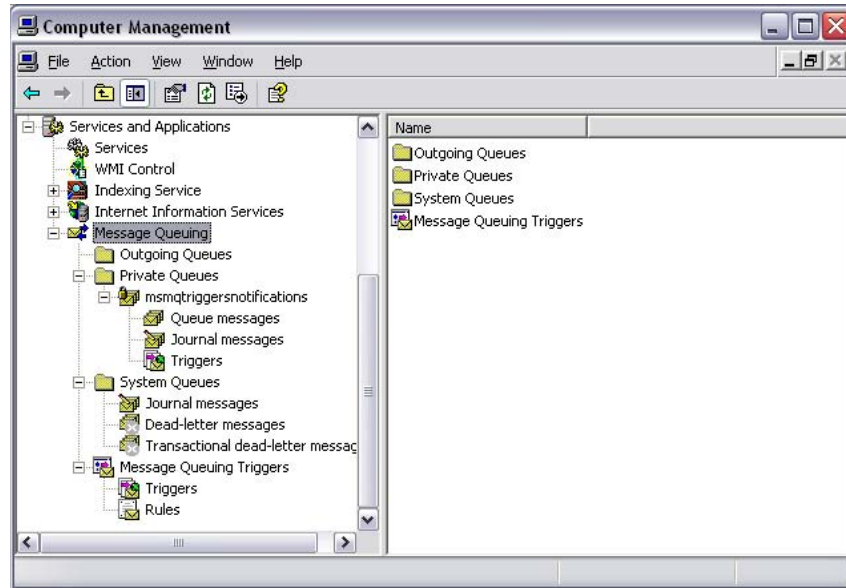 Computer Management
File Action View Window Help
Services and Applications
Services
WMI Control
Indexing Service
Internet Information Services
Message Queuing
Outgoing Queues
Private Queues
msmqtriggersnotifications
Queue messages
Journal messages
Triggers
System Queues
Journal messages
Dead-letter messages
Transactional dead-letter messag
Message Queuing Triggers
Triggers
Rules
Name
Outgoing Queues
Private Queues
System Queues
Message Queuing Triggers